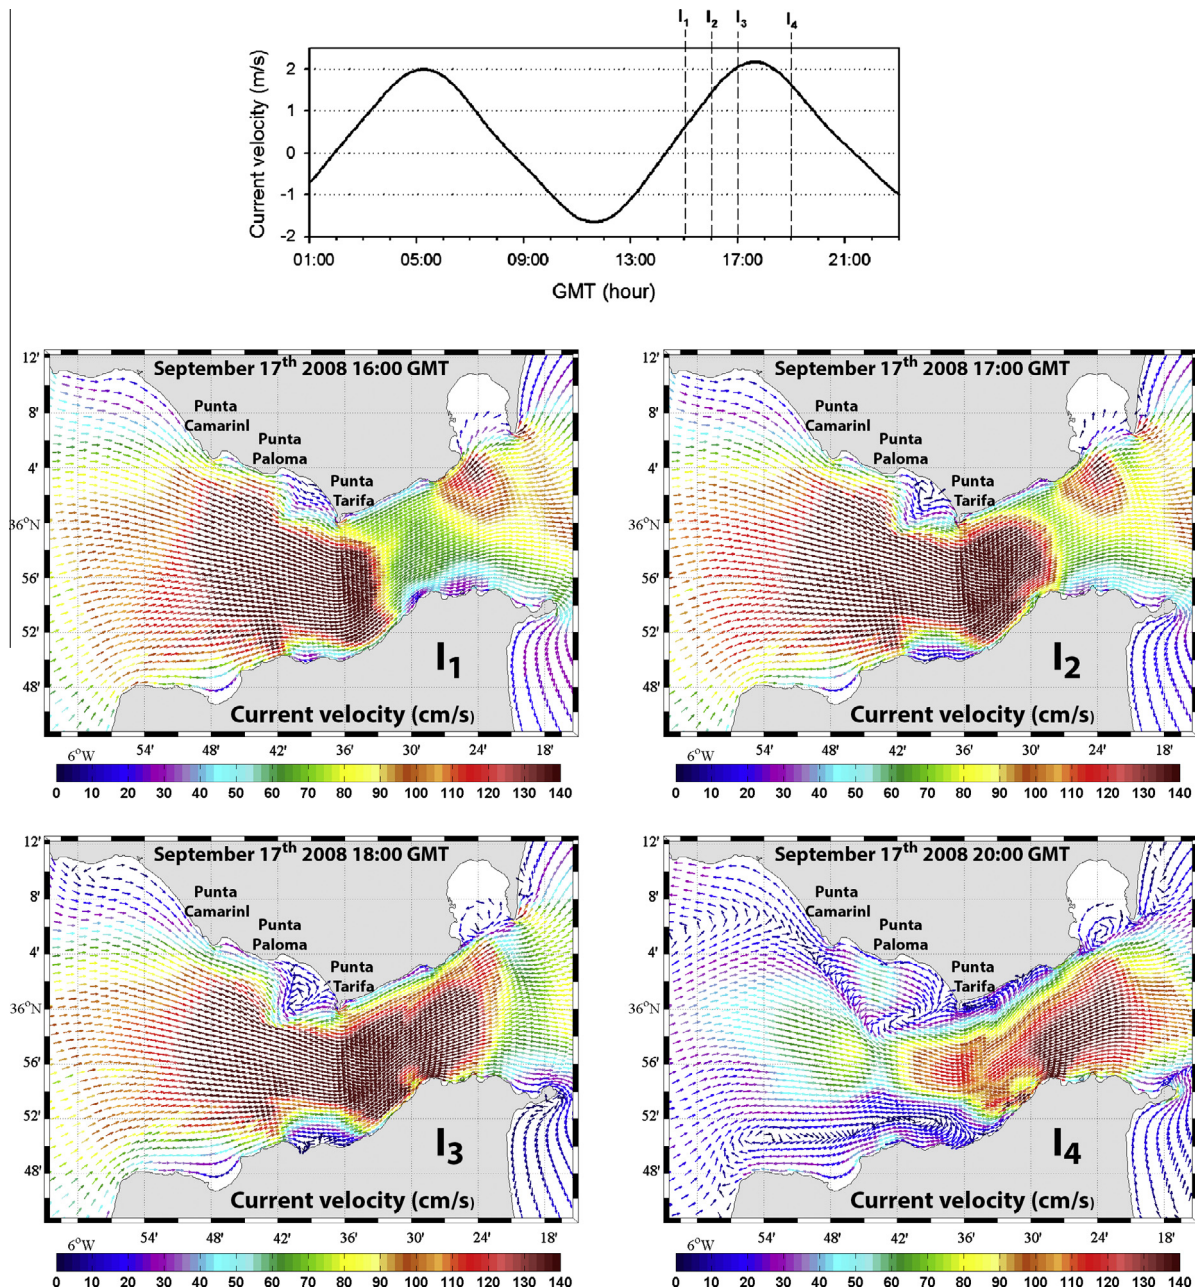 I1 I2 I3 I4
Current velocity (m/s)
2
1
0
-1
-2
01:00 05:00 09:00 13:00 17:00 21:00
GMT (hour)
September 17th 2008 16:00 GMT
12'
8'
4'
36°N
56'
52'
48'
Punta
Camarinl
Punta
Paloma
Punta
Tarifa
I1
Current velocity (cm/s)
6°W 54' 48' 42' 36' 30' 24' 18'
0 10 20 30 40 50 60 70 80 90 100 110 120 130 140
September 17th 2008 17:00 GMT
12'
8'
4'
36°N
56'
52'
48'
Punta
Camarinl
Punta
Paloma
Punta
Tarifa
I2
Current velocity (cm/s)
6°W 54' 48' 42' 36' 30' 24' 18'
0 10 20 30 40 50 60 70 80 90 100 110 120 130 140
September 17th 2008 18:00 GMT
12'
8'
4'
36°N
56'
52'
48'
Punta
Camarinl
Punta
Paloma
Punta
Tarifa
I3
Current velocity (cm/s)
6°W 54' 48' 42' 36' 30' 24' 18'
0 10 20 30 40 50 60 70 80 90 100 110 120 130 140
September 17th 2008 20:00 GMT
12'
8'
4'
36°N
56'
52'
48'
Punta
Camarinl
Punta
Paloma
Punta
Tarifa
I4
Current velocity (cm/s)
6°W 54' 48' 42' 36' 30' 24' 18'
0 10 20 30 40 50 60 70 80 90 100 110 120 130 140